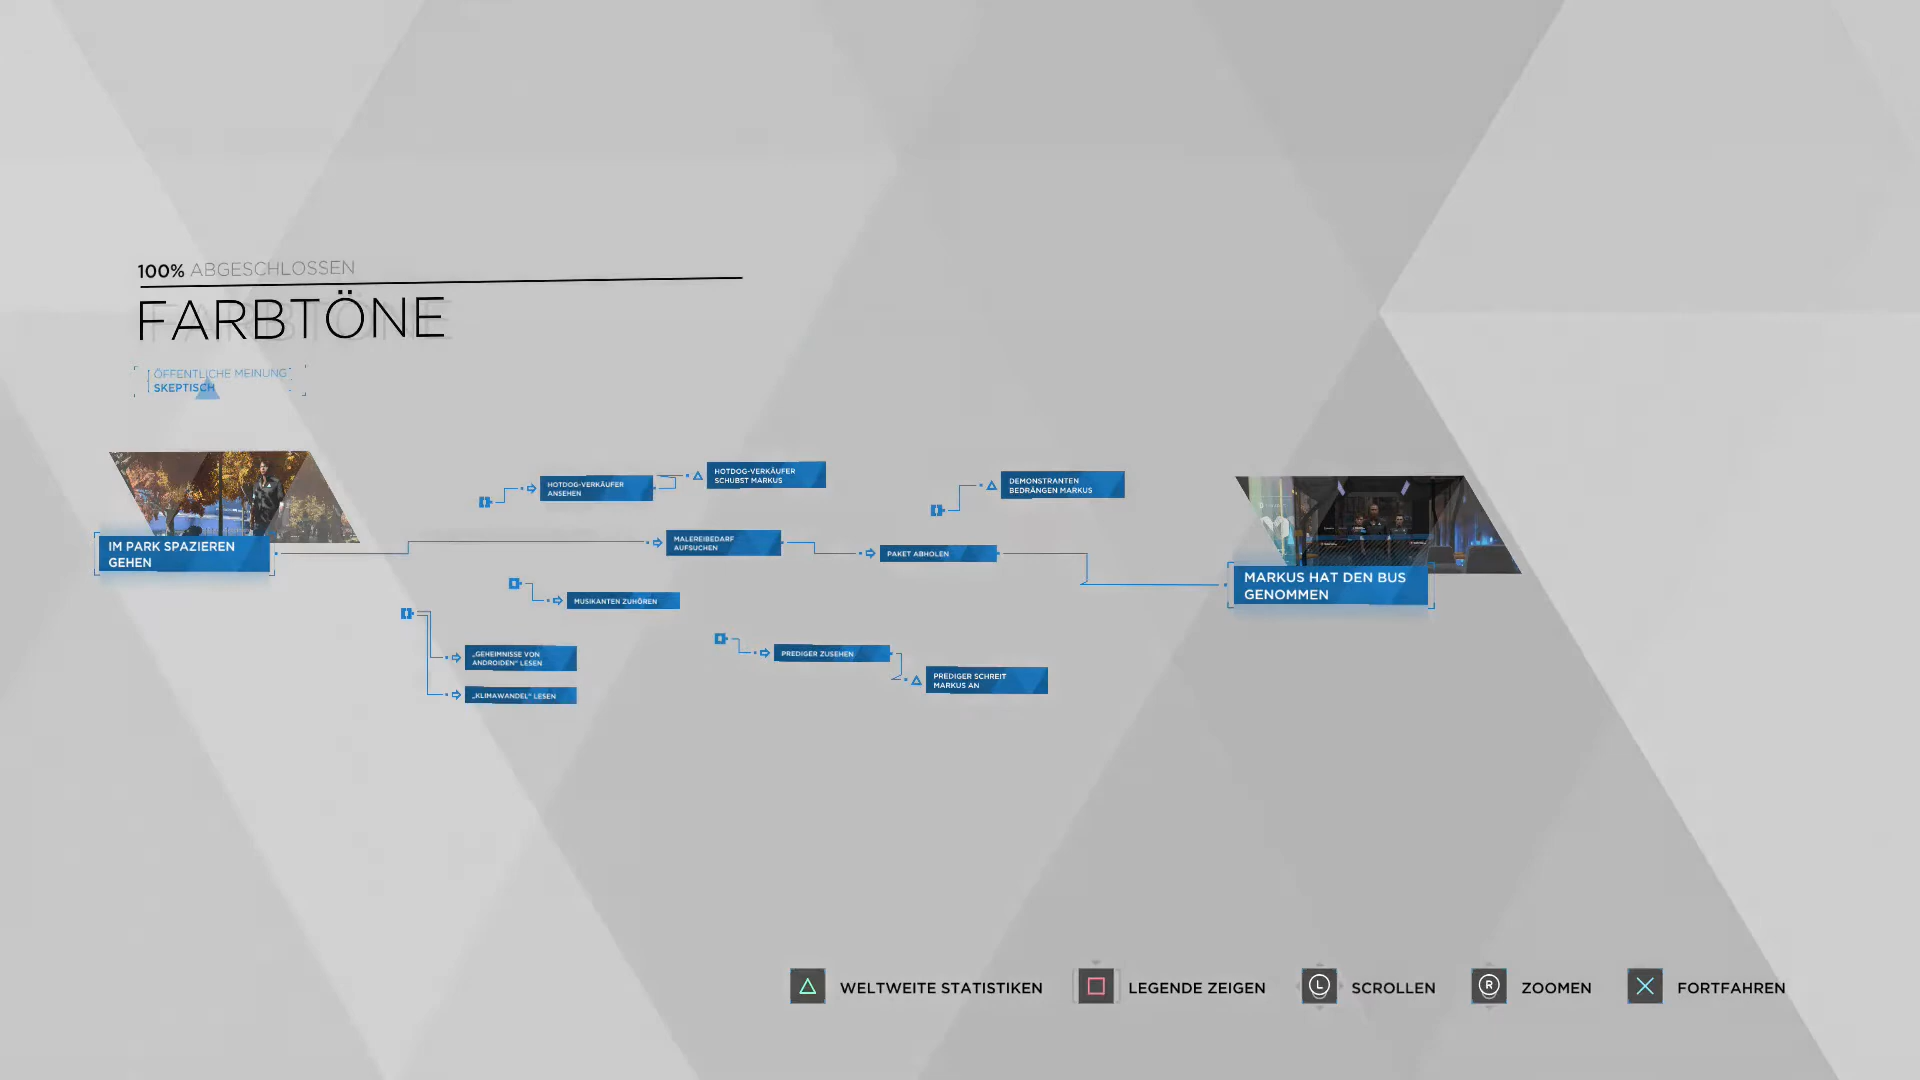 100% ABGESCHLOSSEN
FARBTÖNE
ÖFFENTLICHE MEINUNG
SKEPTISCH
IM PARK SPAZIEREN
GEHEN
HOTDOG-VERKÄUFER
ANSEHEN
HOTDOG-VERKÄUFER
SCHUBST MARKUS
MALEREIBEDARF
AUFSUCHEN
PAKET ABHOLEN
DEMONSTRANTEN
BEDRÄNGEN MARKUS
MUSIKANTEN ZUHÖREN
„GEHEIMNISSE VON
ANDROIDEN“ LESEN
„KLIMAWANDEL“ LESEN
PREDIGER ZUSEHEN
PREDIGER SCHREIT
MARKUS AN
MARKUS HAT DEN BUS
GENOMMEN
WELTWEITE STATISTIKEN
LEGENDE ZEIGEN
L SCROLLEN
R ZOOMEN
FORTFAHREN